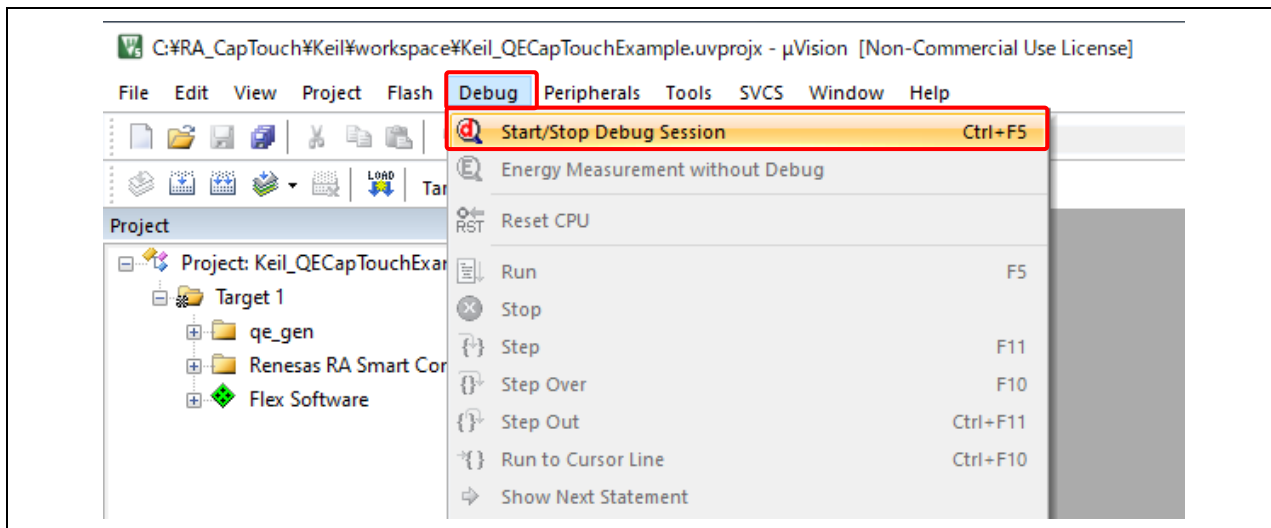 C:¥RA_CapTouch¥Keil¥workspace¥Keil_QECapTouchExample.uvprojx - µVision [Non-Commercial Use License]
File Edit View Project Flash Debug Peripherals Tools SVCS Window Help
Start/Stop Debug Session Ctrl+F5
LOAD Tar
Energy Measurement without Debug
Project
RST Reset CPU
Project: Keil_QECapTouchExar
Run F5
Target 1
Stop
qe_gen
Step F11
Renesas RA Smart Cor
Step Over F10
Flex Software
Step Out Ctrl+F11
Run to Cursor Line Ctrl+F10
Show Next Statement